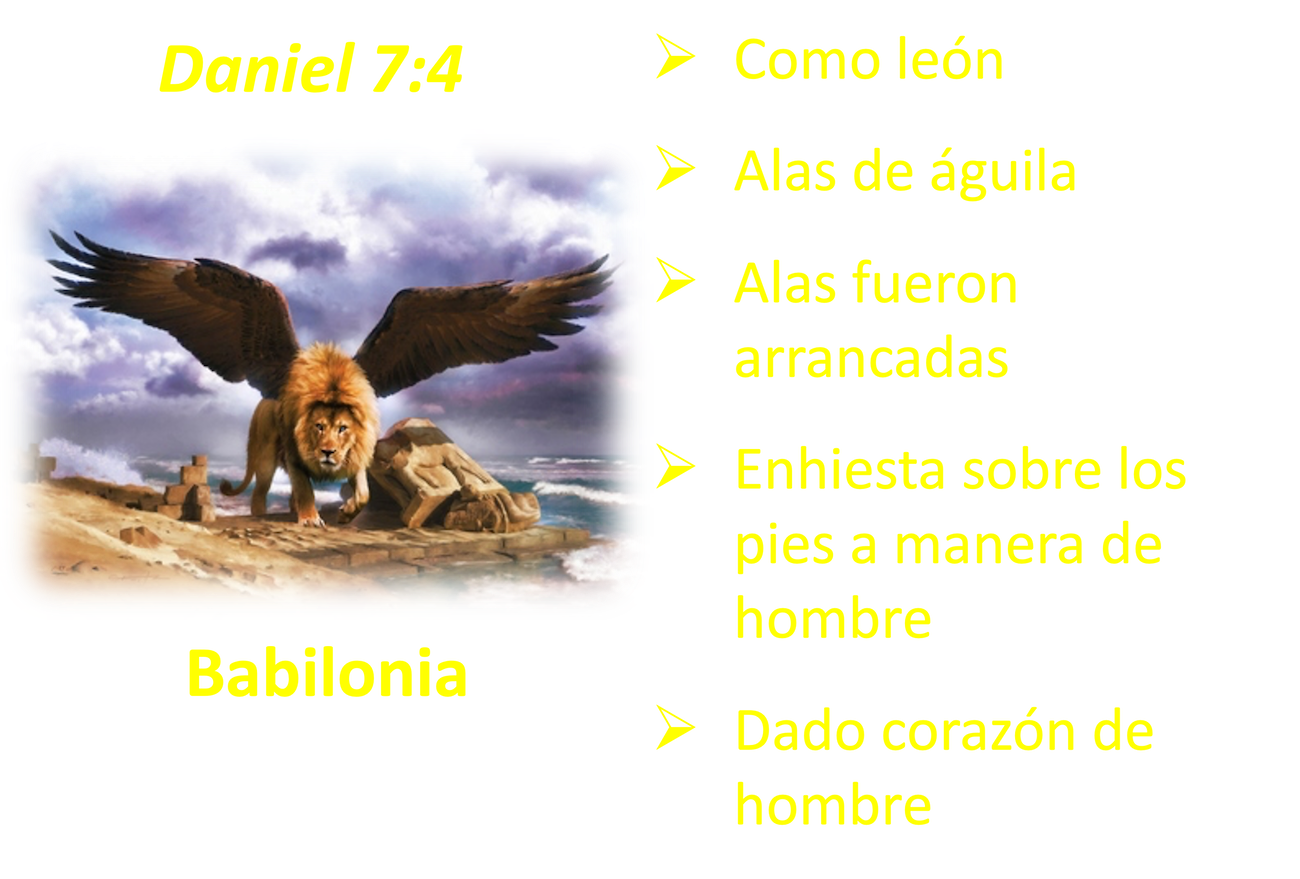 Daniel 7:4
Babilonia
➢ Como león
➢ Alas de águila
➢ Alas fueron
arrancadas
➢ Enhiesta sobre los
pies a manera de
hombre
➢ Dado corazón de
hombre